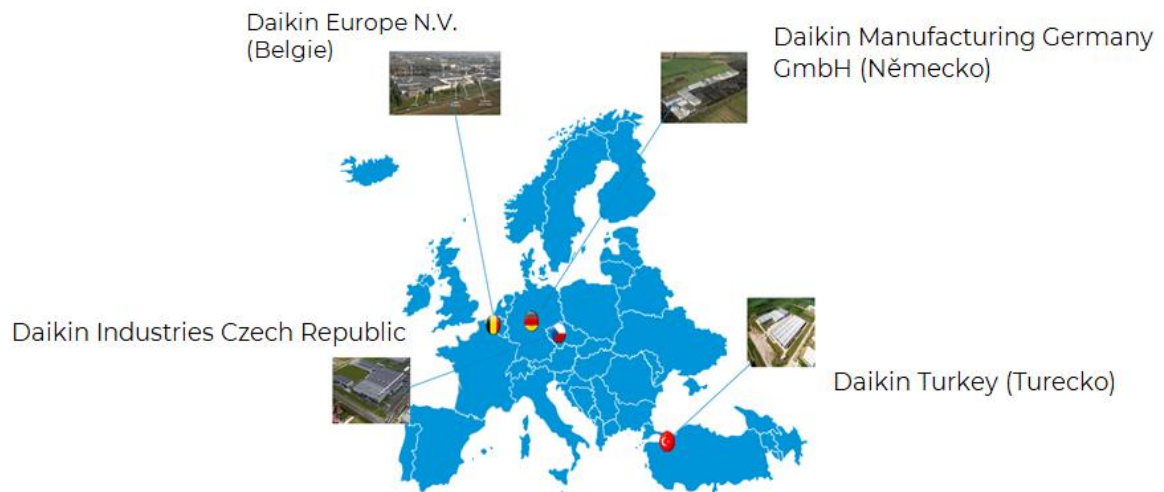 Daikin Europe N.V.
(Belgie)
Daikin Manufacturing Germany
GmbH (Německo)
Daikin Industries Czech Republic
Daikin Turkey (Turecko)